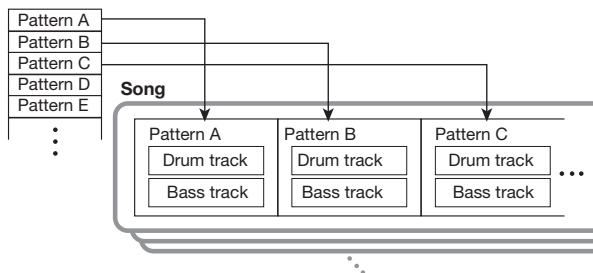 Pattern A
Pattern B
Pattern C
Pattern D
Pattern E
Song
Pattern A
Drum track
Bass track
Pattern B
Drum track
Bass track
Pattern C
Drum track
Bass track